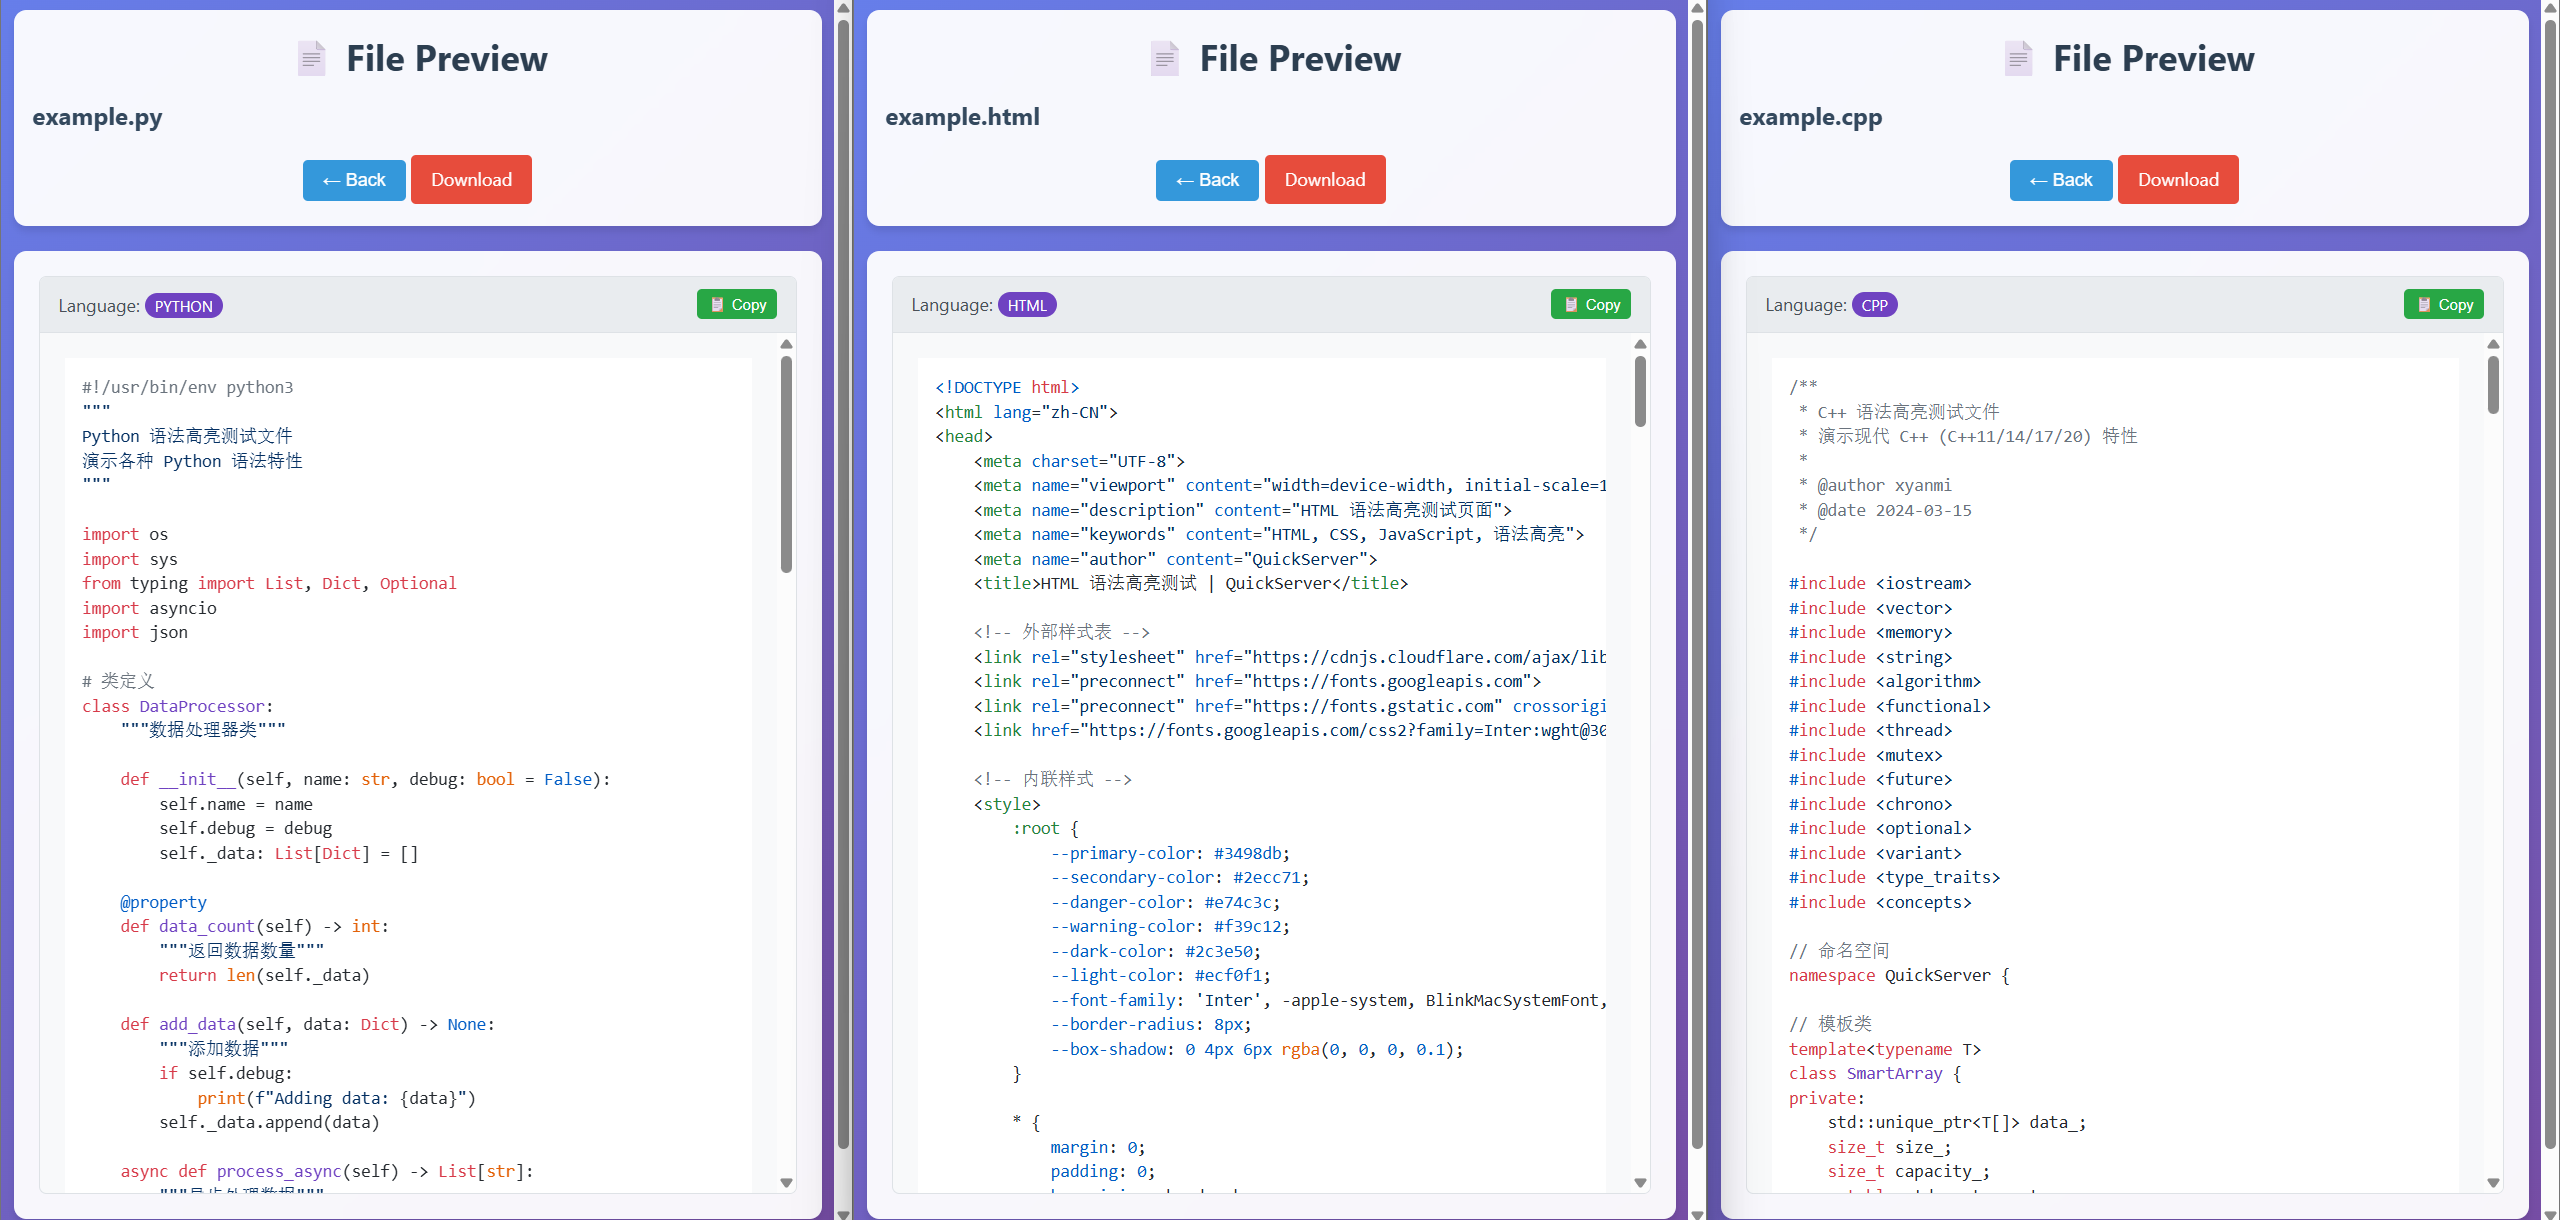 File Preview
example.py
← Back
Download
Language: PYTHON
Copy
#!/usr/bin/env python3
"""
Python 语法高亮测试文件
演示各种 Python 语法特性
"""
import os
import sys
from typing import List, Dict, Optional
import asyncio
import json
# 类定义
class DataProcessor:
"""数据处理器类"""
def __init__(self, name: str, debug: bool = False):
self.name = name
self.debug = debug
self._data: List[Dict] = []
@property
def data_count(self) -> int:
"""返回数据数量"""
return len(self._data)
def add_data(self, data: Dict) -> None:
"""添加数据"""
if self.debug:
print(f"Adding data: {data}")
self._data.append(data)
async def process_async(self) -> List[str]:
File Preview
example.html
← Back
Download
Language: HTML
Copy
<!DOCTYPE html>
<html lang="zh-CN">
<head>
<meta charset="UTF-8">
<meta name="viewport" content="width=device-width, initial-scale=1
<meta name="description" content="HTML 语法高亮测试页面">
<meta name="keywords" content="HTML, CSS, JavaScript, 语法高亮">
<meta name="author" content="QuickServer">
<title>HTML 语法高亮测试 | QuickServer</title>
<!-- 外部样式表 -->
<link rel="stylesheet" href="https://cdnjs.cloudflare.com/ajax/lib
<link rel="preconnect" href="https://fonts.googleapis.com">
<link rel="preconnect" href="https://fonts.gstatic.com" crossorigi
<link href="https://fonts.googleapis.com/css2?family=Inter:wght@30
<!-- 内联样式 -->
<style>
:root {
--primary-color: #3498db;
--secondary-color: #2ecc71;
--danger-color: #e74c3c;
--warning-color: #f39c12;
--dark-color: #2c3e50;
--light-color: #ecf0f1;
--font-family: 'Inter', -apple-system, BlinkMacSystemFont,
--border-radius: 8px;
--box-shadow: 0 4px 6px rgba(0, 0, 0, 0.1);
}
* {
margin: 0;
padding: 0;
File Preview
example.cpp
← Back
Download
Language: CPP
Copy
/**
* C++ 语法高亮测试文件
* 演示现代 C++ (C++11/14/17/20) 特性
*
* @author xyanmi
* @date 2024-03-15
*/
#include <iostream>
#include <vector>
#include <memory>
#include <string>
#include <algorithm>
#include <functional>
#include <thread>
#include <mutex>
#include <future>
#include <chrono>
#include <optional>
#include <variant>
#include <type_traits>
#include <concepts>
// 命名空间
namespace QuickServer {
// 模板类
template<typename T>
class SmartArray {
private:
std::unique_ptr<T[]> data_;
size_t size_;
size_t capacity_;